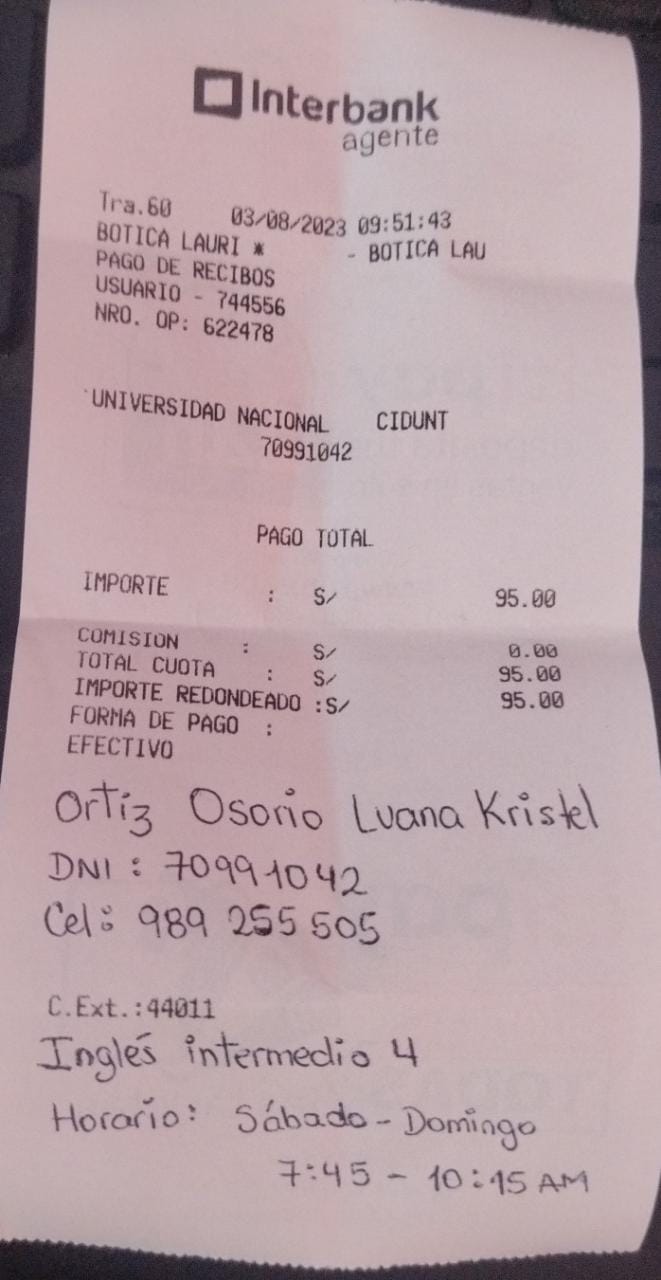 Interbank
agente
Tra.60 03/08/2023 09:51:43
BOTICA LAURI * - BOTICA LAU
PAGO DE RECIBOS
USUARIO - 744556
NRO. OP: 622478
UNIVERSIDAD NACIONAL CIDUNT
70991042
PAGO TOTAL
IMPORTE : S/ 95.00
COMISION : S/ 0.00
TOTAL CUOTA : S/ 95.00
IMPORTE REDONDEADO :S/ 95.00
FORMA DE PAGO :
EFECTIVO
Ortiz Osorio Luana Kristel
DNI : 70991042
Cel: 989 255 505
C.Ext.:44011
Inglés intermedio 4
Horario: Sábado - Domingo
7:45 - 10:15 AM